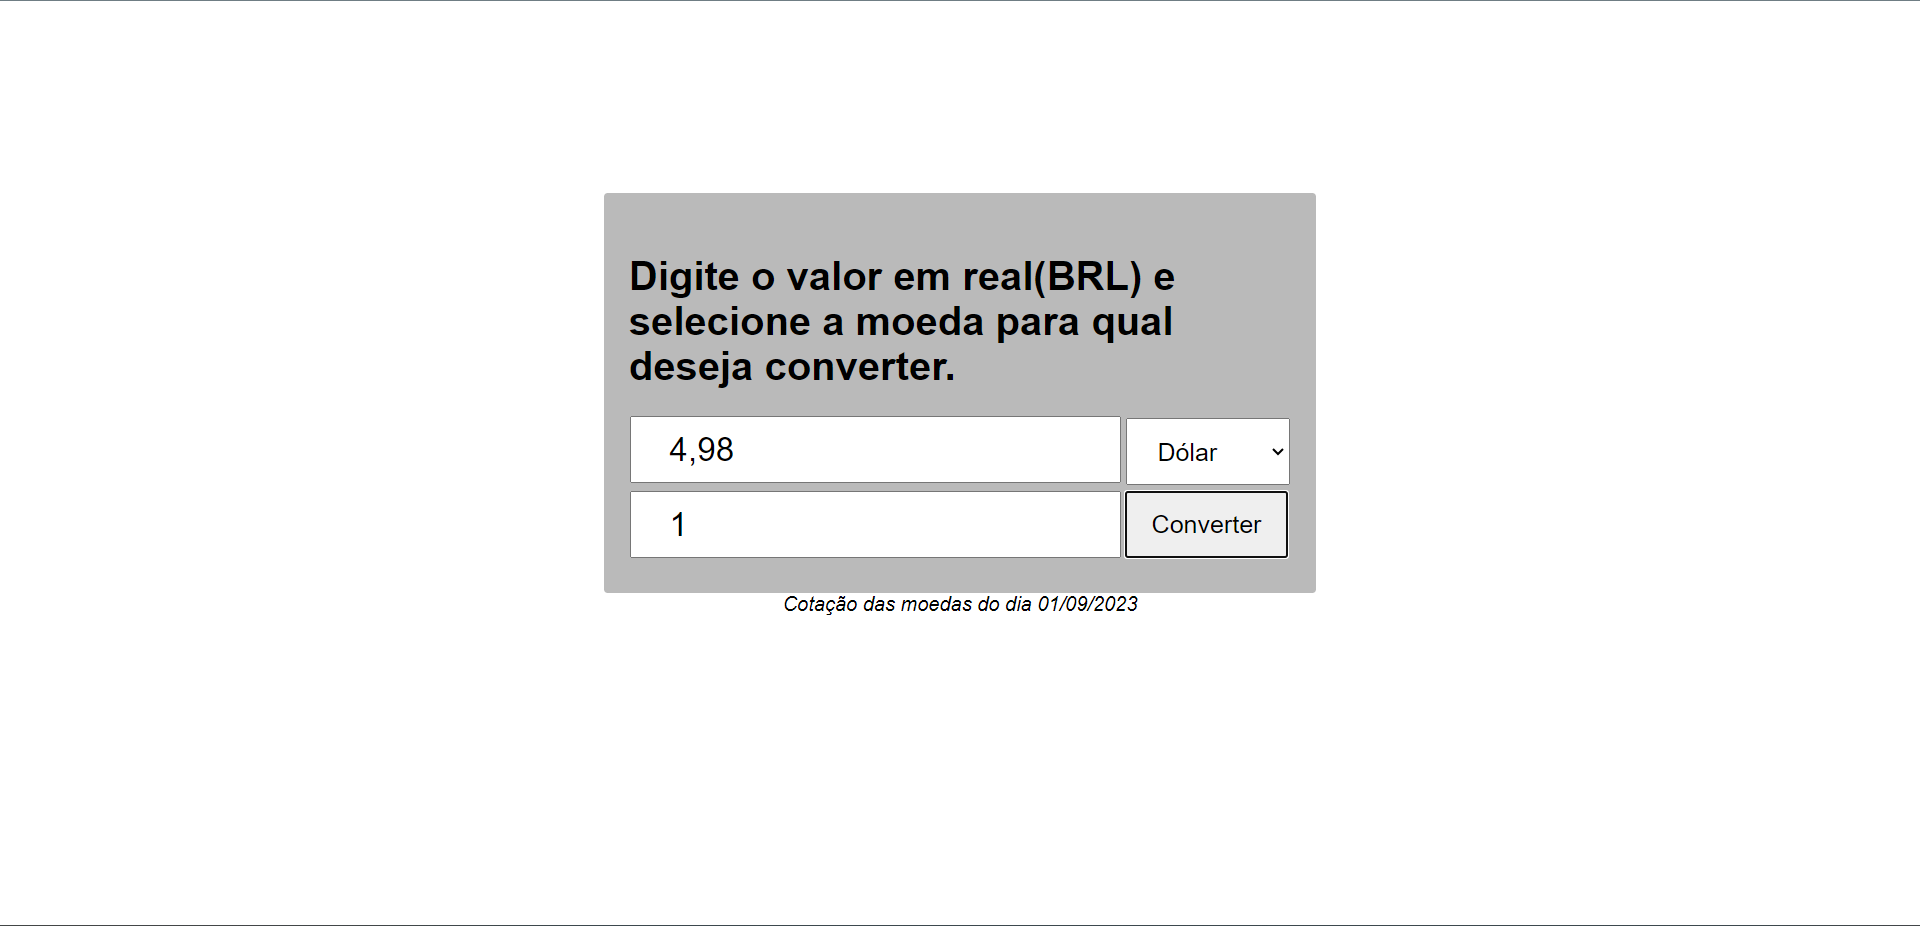 Digite o valor em real(BRL) e
selecione a moeda para qual
deseja converter.
4,98
Dólar
1
Converter
Cotação das moedas do dia 01/09/2023